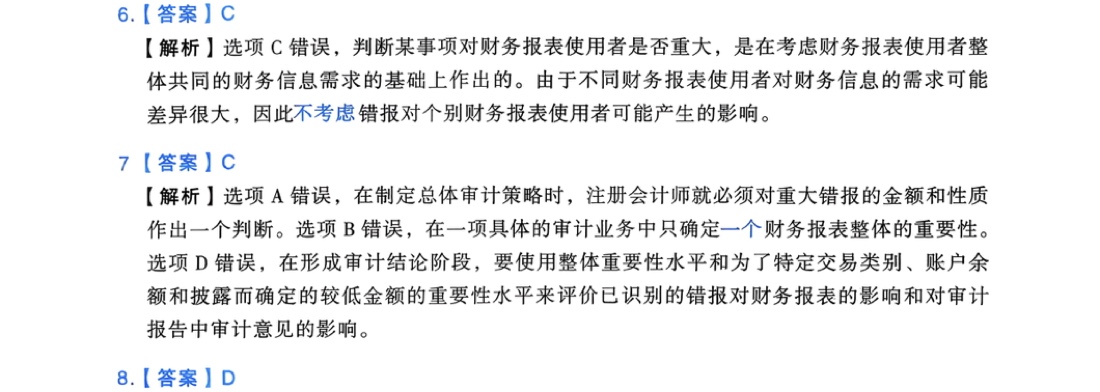 6.【答案】C
【解析】选项 C 错误，判断某事项对财务报表使用者是否重大，是在考虑财务报表使用者整
体共同的财务信息需求的基础上作出的。由于不同财务报表使用者对财务信息的需求可能
差异很大，因此不考虑错报对个别财务报表使用者可能产生的影响。
7【答案】C
【解析】选项 A 错误，在制定总体审计策略时，注册会计师就必须对重大错报的金额和性质
作出一个判断。选项 B 错误，在一项具体的审计业务中只确定一个财务报表整体的重要性。
选项 D 错误，在形成审计结论阶段，要使用整体重要性水平和为了特定交易类别、账户余
额和披露而确定的较低金额的重要性水平来评价已识别的错报对财务报表的影响和对审计
报告中审计意见的影响。
8.【答案】D